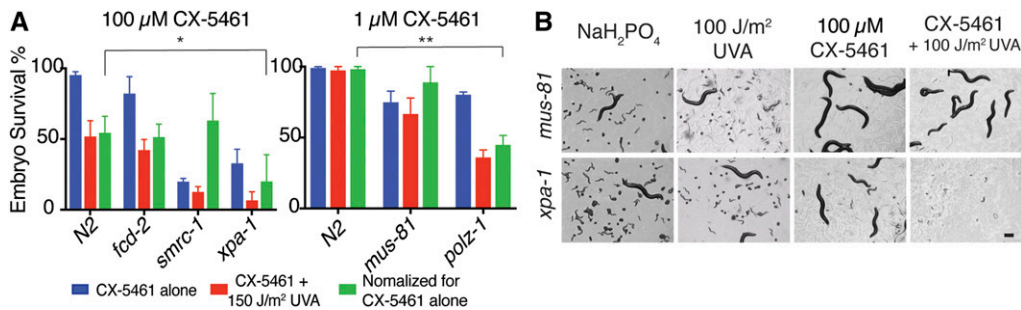 A
100 µM CX-5461
1 µM CX-5461
*
**
Embryo Survival %
100
50
0
100
50
0
N2
fcd-2
smrc-1
xpa-1
N2
mus-81
polz-1
CX-5461 alone
CX-5461 +
150 J/m² UVA
Nomalized for
CX-5461 alone
B
NaH₂PO₄
100 J/m²
UVA
100 µM
CX-5461
CX-5461
+ 100 J/m² UVA
mus-81
xpa-1